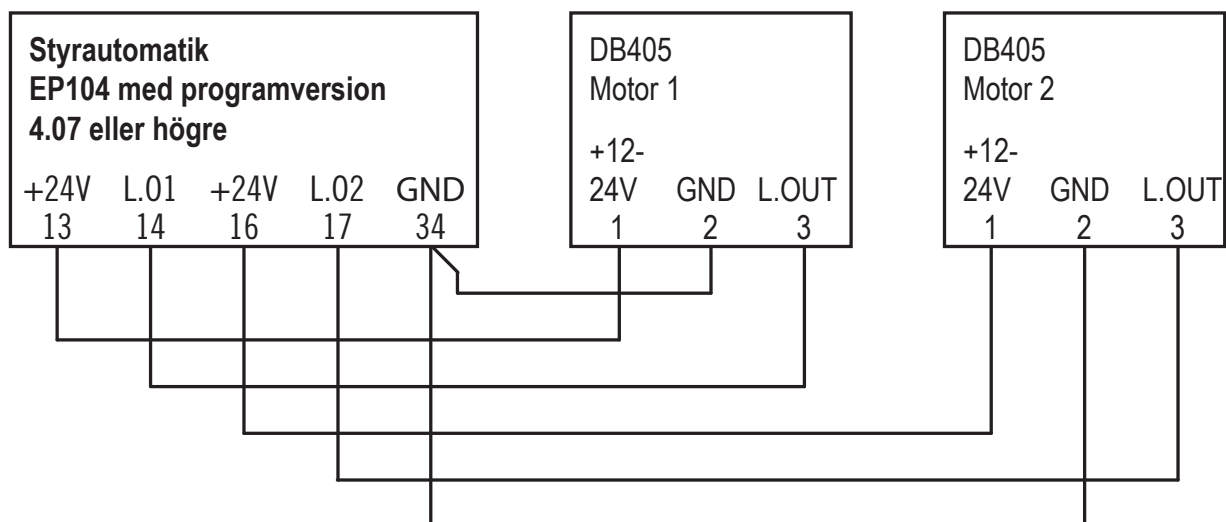 Styrautomatik
EP104 med programversion
4.07 eller högre
+24V L.01 +24V L.02 GND
13 14 16 17 34
DB405
Motor 1
+12-
24V GND L.OUT
1 2 3
DB405
Motor 2
+12-
24V GND L.OUT
1 2 3